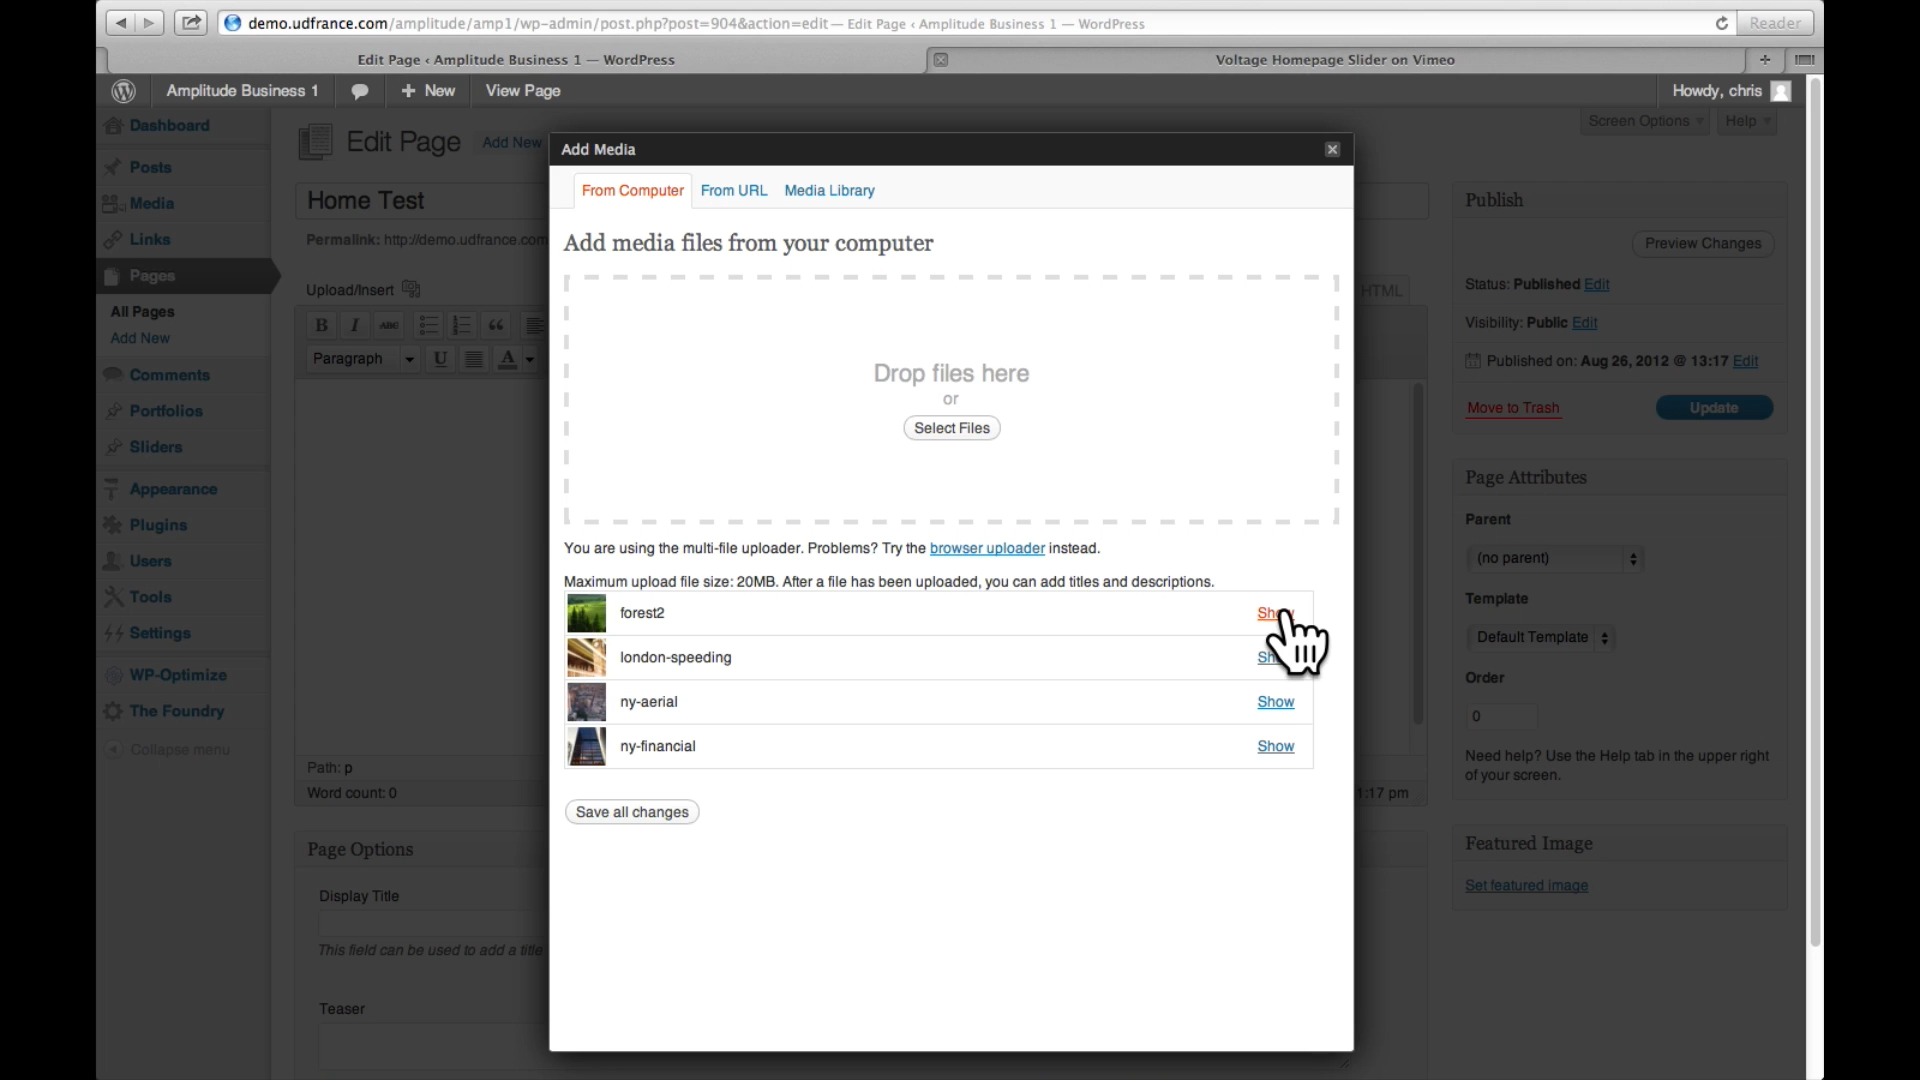 demo.udfrance.com/amplitude/amp1/wp-admin/post.php?post=904&action=edit — Edit Page ‹ Amplitude Business 1 — WordPress
Reader
Edit Page ‹ Amplitude Business 1 — WordPress
Voltage Homepage Slider on Vimeo
Amplitude Business 1
New
View Page
Howdy, chris
Dashboard
Posts
Media
Links
Pages
All Pages
Add New
Comments
Portfolios
Sliders
Appearance
Plugins
Users
Tools
Settings
WP-Optimize
The Foundry
Collapse menu
Screen Options
Help
Edit Page
Add New
Home Test
Permalink: http://demo.udfrance.com
Upload/Insert
HTML
B I ABC
Paragraph
U
A
Path: p
Word count: 0
1:17 pm
Page Options
Display Title
This field can be used to add a title
Teaser
Add Media
From Computer
From URL
Media Library
Add media files from your computer
Drop files here
or
Select Files
You are using the multi-file uploader. Problems? Try the browser uploader instead.
Maximum upload file size: 20MB. After a file has been uploaded, you can add titles and descriptions.
forest2
london-speeding
ny-aerial
Show
ny-financial
Show
Save all changes
Publish
Preview Changes
Status: Published Edit
Visibility: Public Edit
Published on: Aug 26, 2012 @ 13:17 Edit
Move to Trash
Update
Page Attributes
Parent
(no parent)
Template
Default Template
Order
0
Need help? Use the Help tab in the upper right
of your screen.
Featured Image
Set featured image